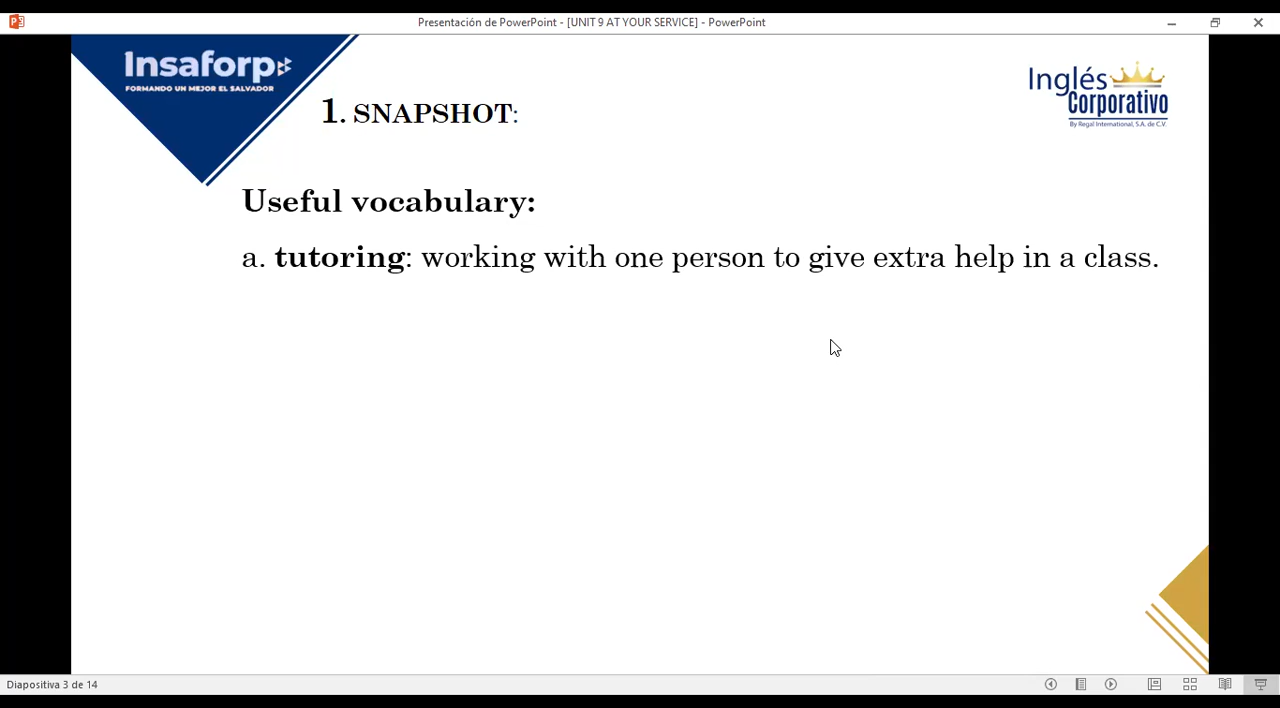 Presentación de PowerPoint - [UNIT 9 AT YOUR SERVICE] - PowerPoint
Insaforp
FORMANDO UN MEJOR EL SALVADOR
Inglés
Corporativo
By Regal International, S.A. de C.V.
1. SNAPSHOT:
Useful vocabulary:
a. tutoring: working with one person to give extra help in a class.
Diapositiva 3 de 14